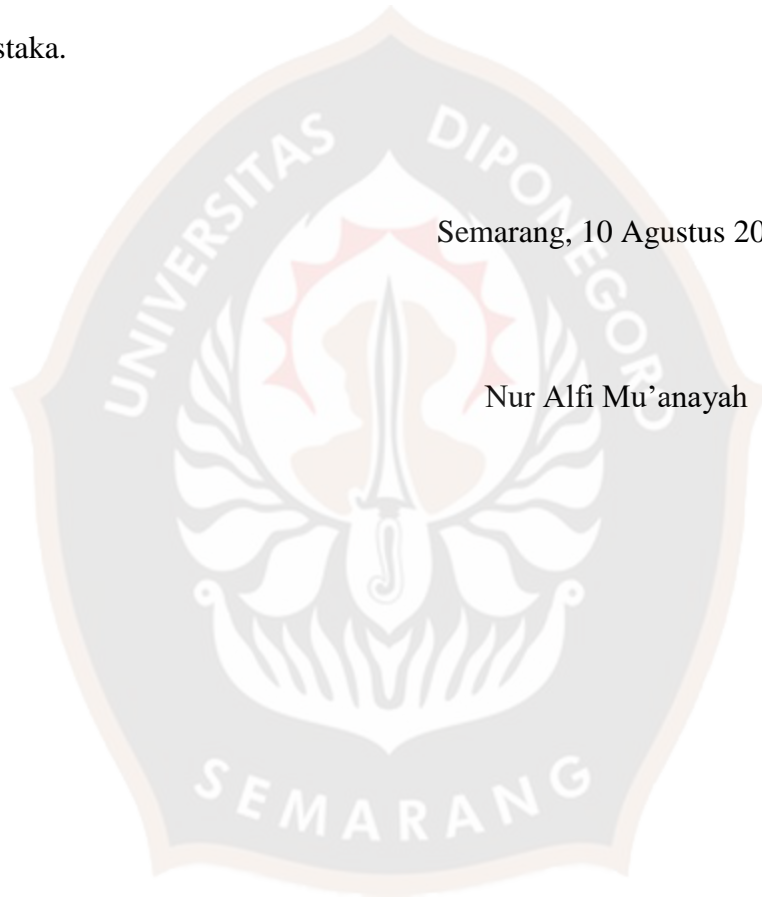 staka.
UNIVERSITAS DIPONEGORO
Semarang, 10 Agustus 20
Nur Alfi Mu’anayah
SEMARANG